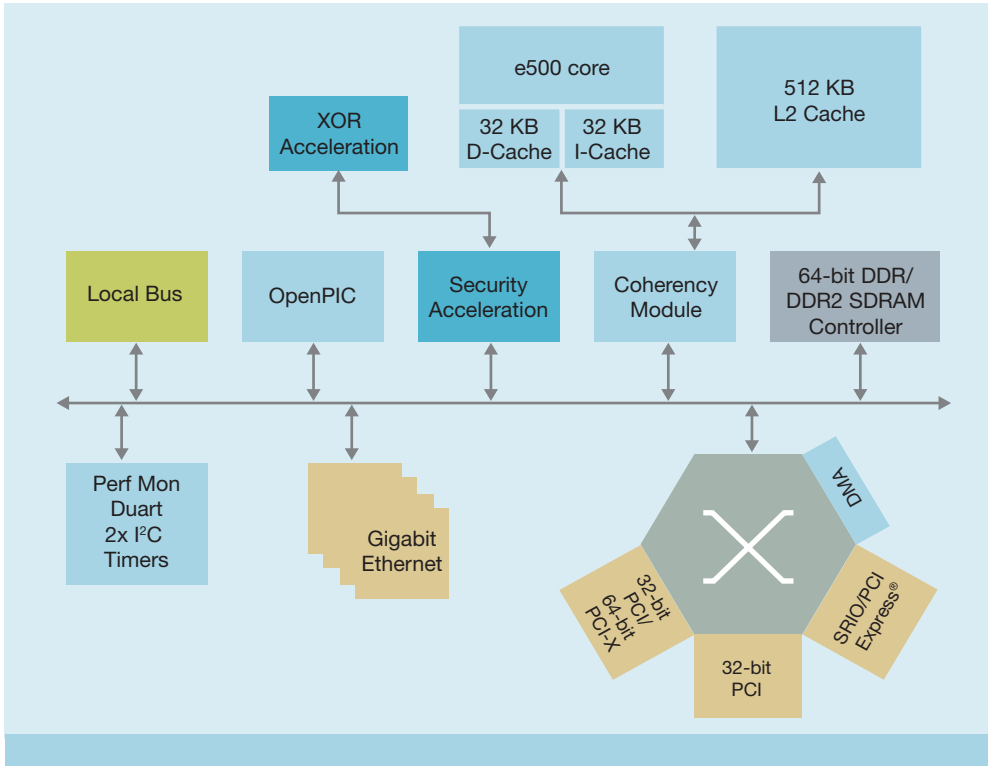 e500 core
512 KB
L2 Cache
XOR
Acceleration
32 KB
D-Cache
32 KB
I-Cache
Local Bus
OpenPIC
Security
Acceleration
Coherency
Module
64-bit DDR/
DDR2 SDRAM
Controller
Perf Mon
Duart
2x I²C
Timers
Gigabit
Ethernet
DMA
32-bit
PCI/
64-bit
PCI-X
32-bit
PCI
SRIO/PCI
Express®